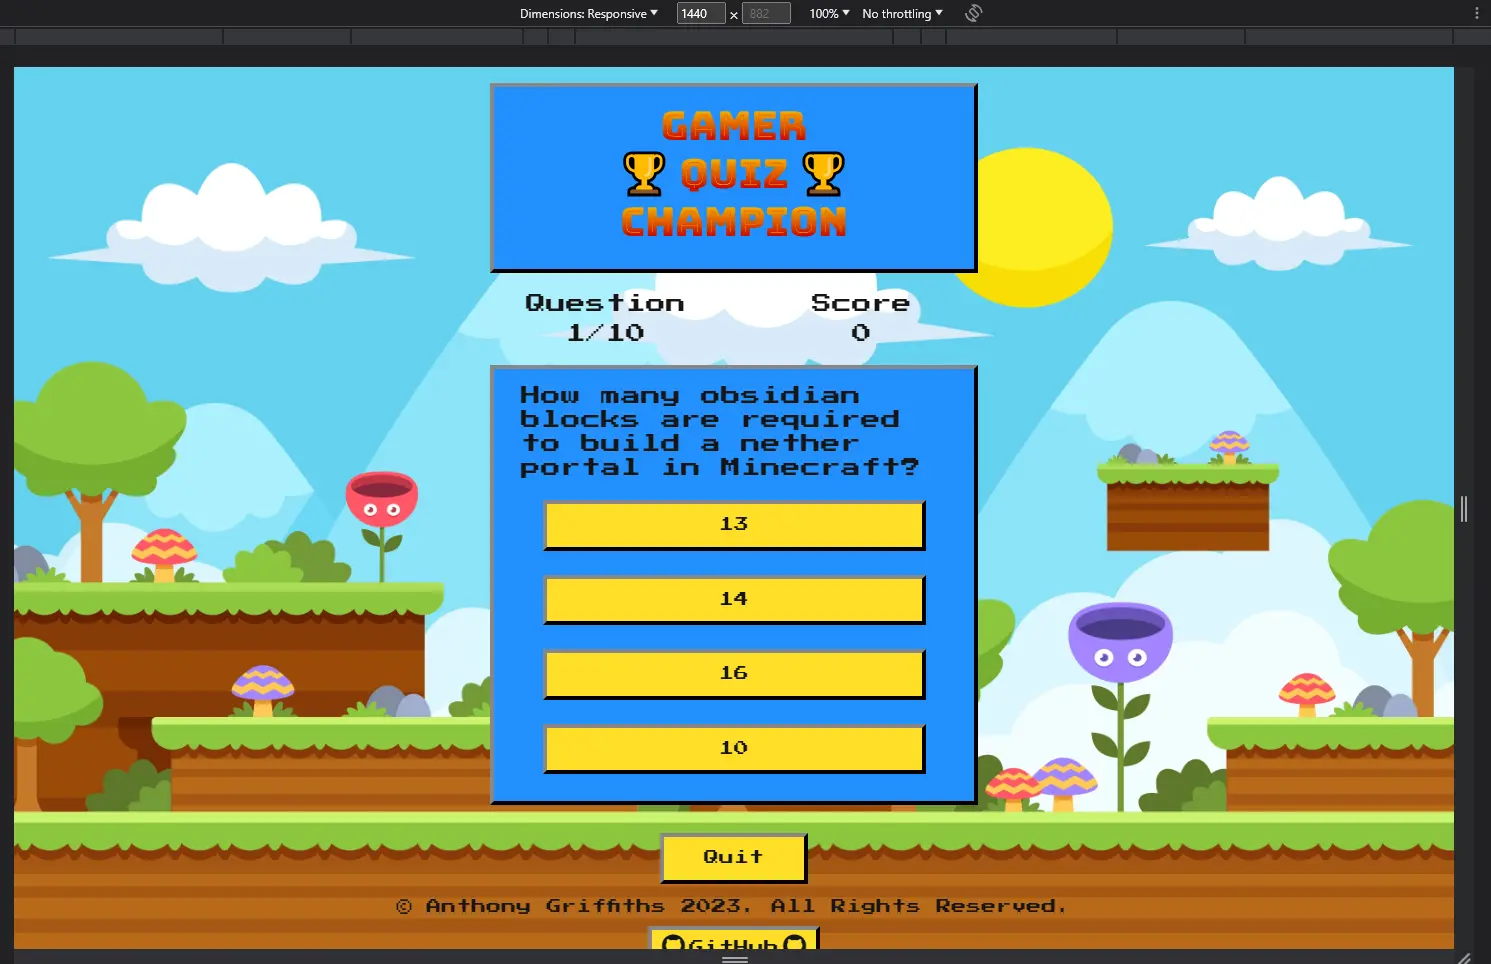 Dimensions: Responsive 1440 × 882 100% No throttling
GAMER
QUIZ
CHAMPION
Question Score
1/10 0
How many obsidian
blocks are required
to build a nether
portal in Minecraft?
13
14
16
10
Quit
© Anthony Griffiths 2023. All Rights Reserved.
GitHub